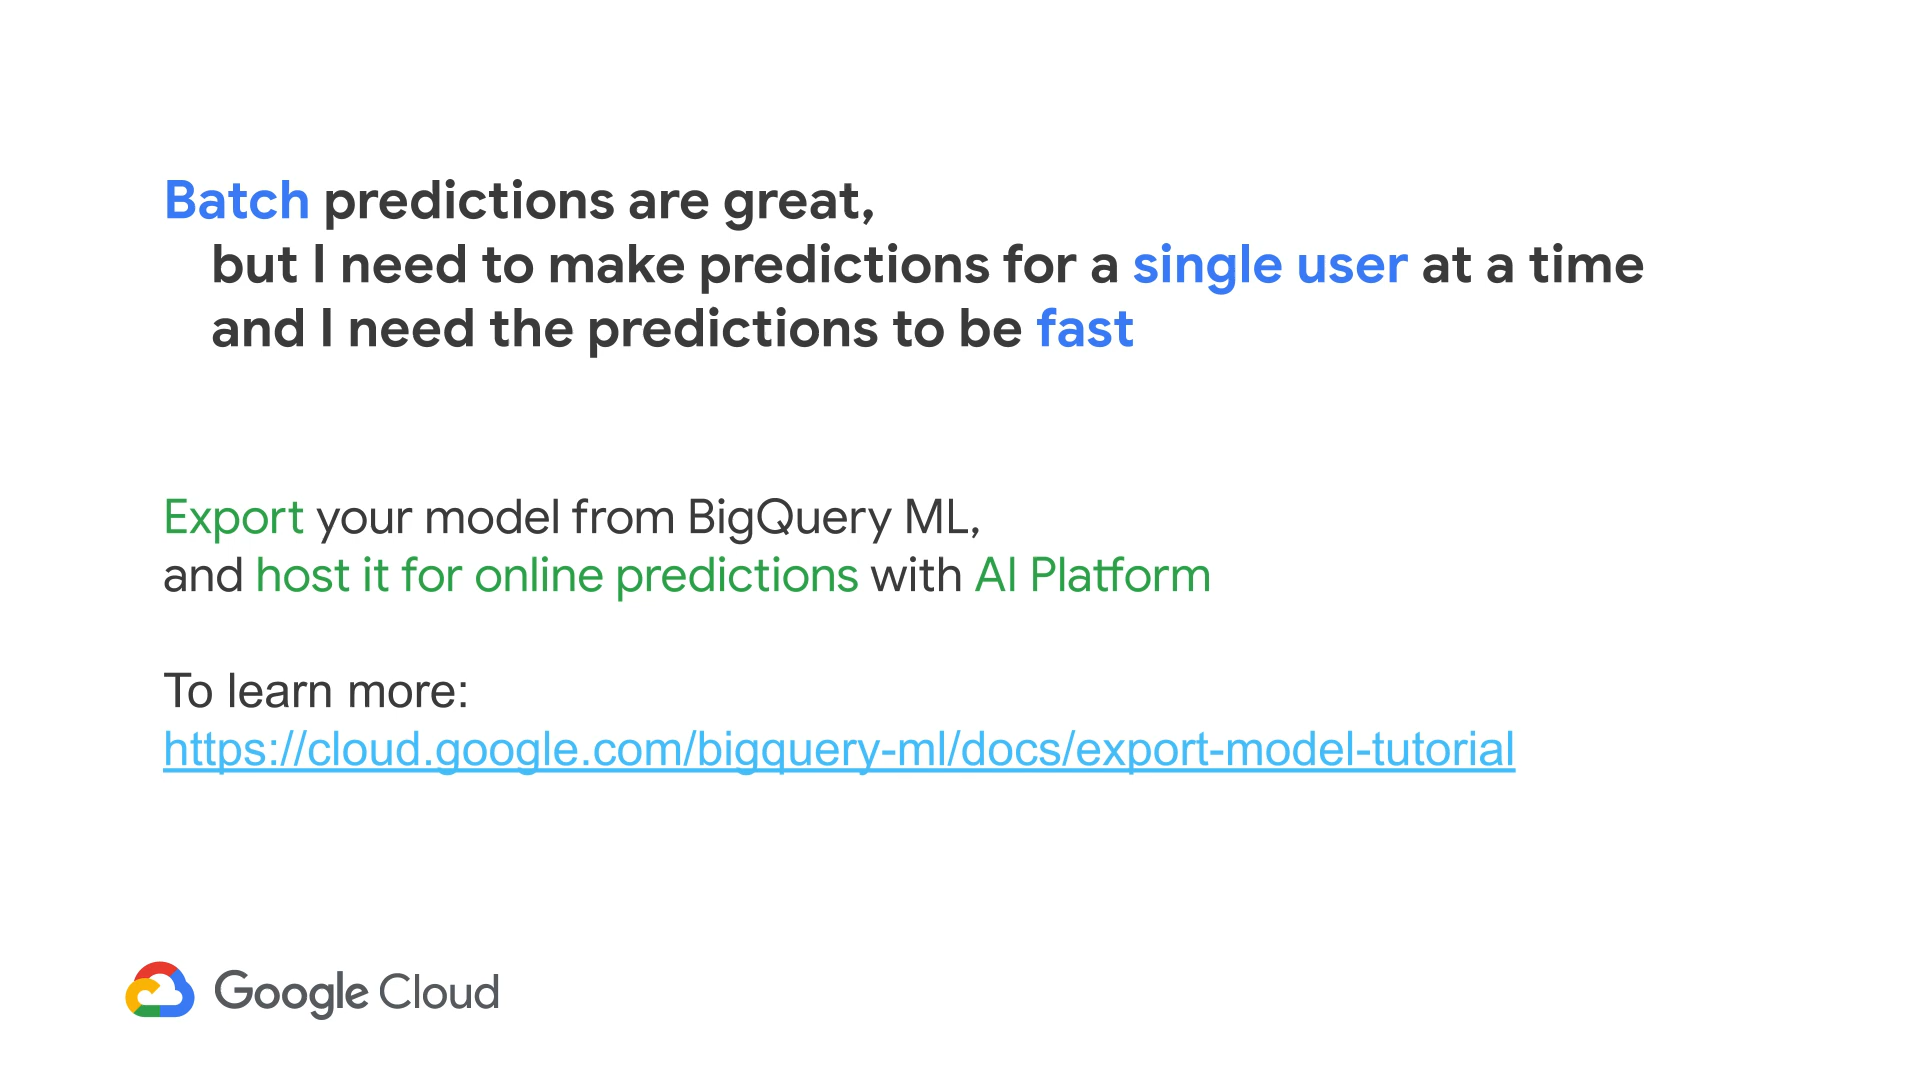 Batch predictions are great,
but I need to make predictions for a single user at a time
and I need the predictions to be fast
Export your model from BigQuery ML,
and host it for online predictions with AI Platform
To learn more:
https://cloud.google.com/bigquery-ml/docs/export-model-tutorial
Google Cloud